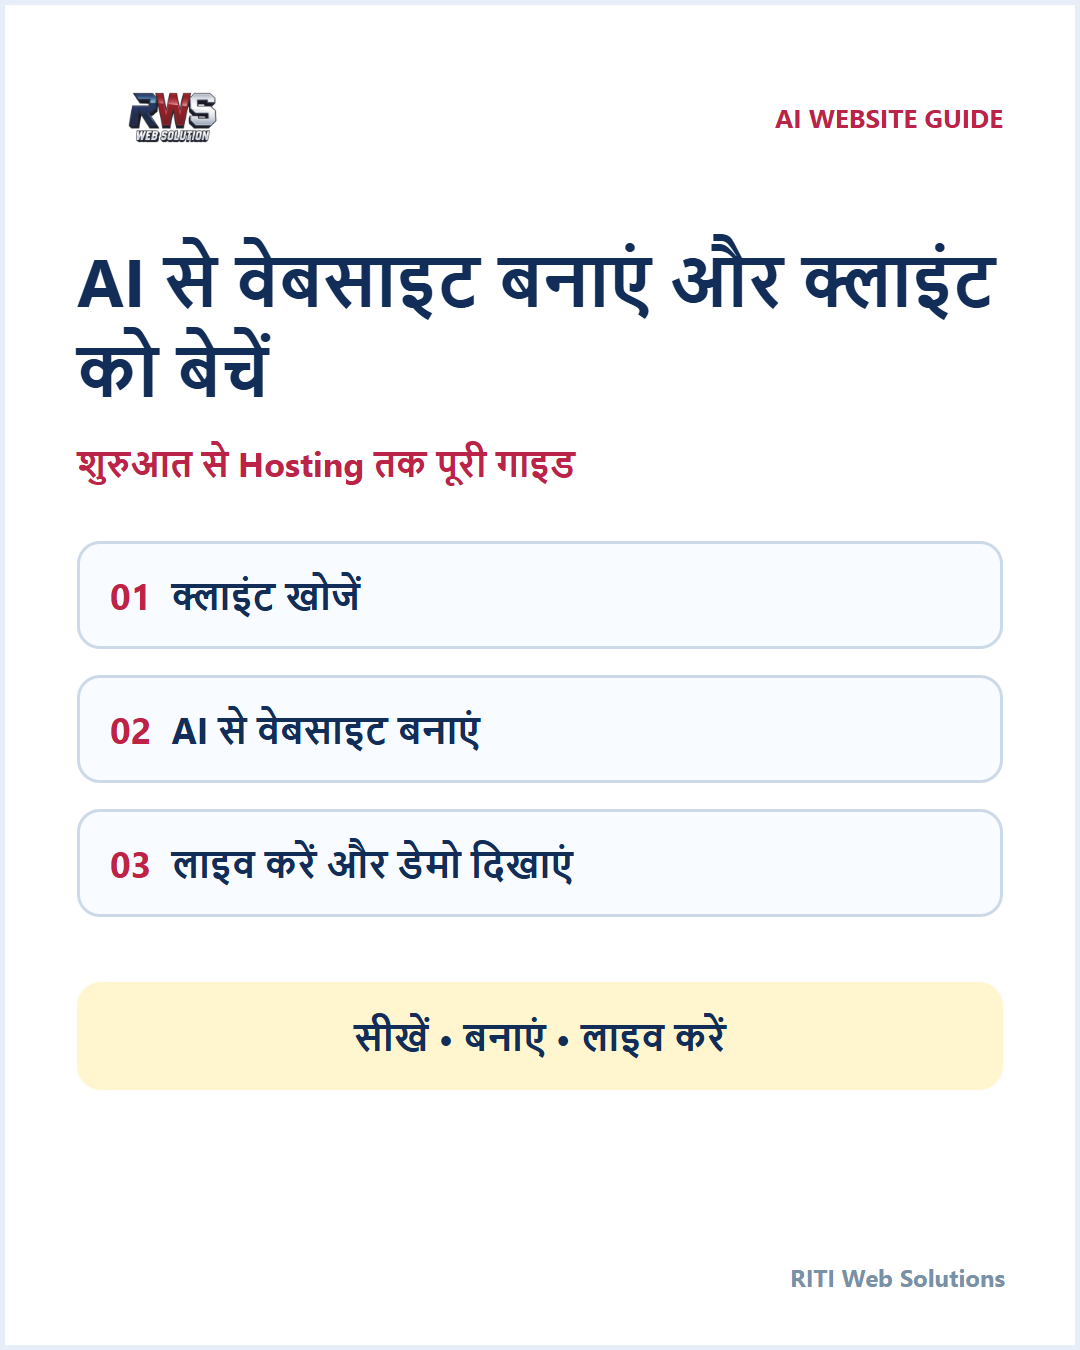 RWS
WEB SOLUTION
AI WEBSITE GUIDE
AI से वेबसाइट बनाएं और क्लाइंट
को बेचें
शुरुआत से Hosting तक पूरी गाइड
01 क्लाइंट खोजें
02 AI से वेबसाइट बनाएं
03 लाइव करें और डेमो दिखाएं
सीखें • बनाएं • लाइव करें
RITI Web Solutions